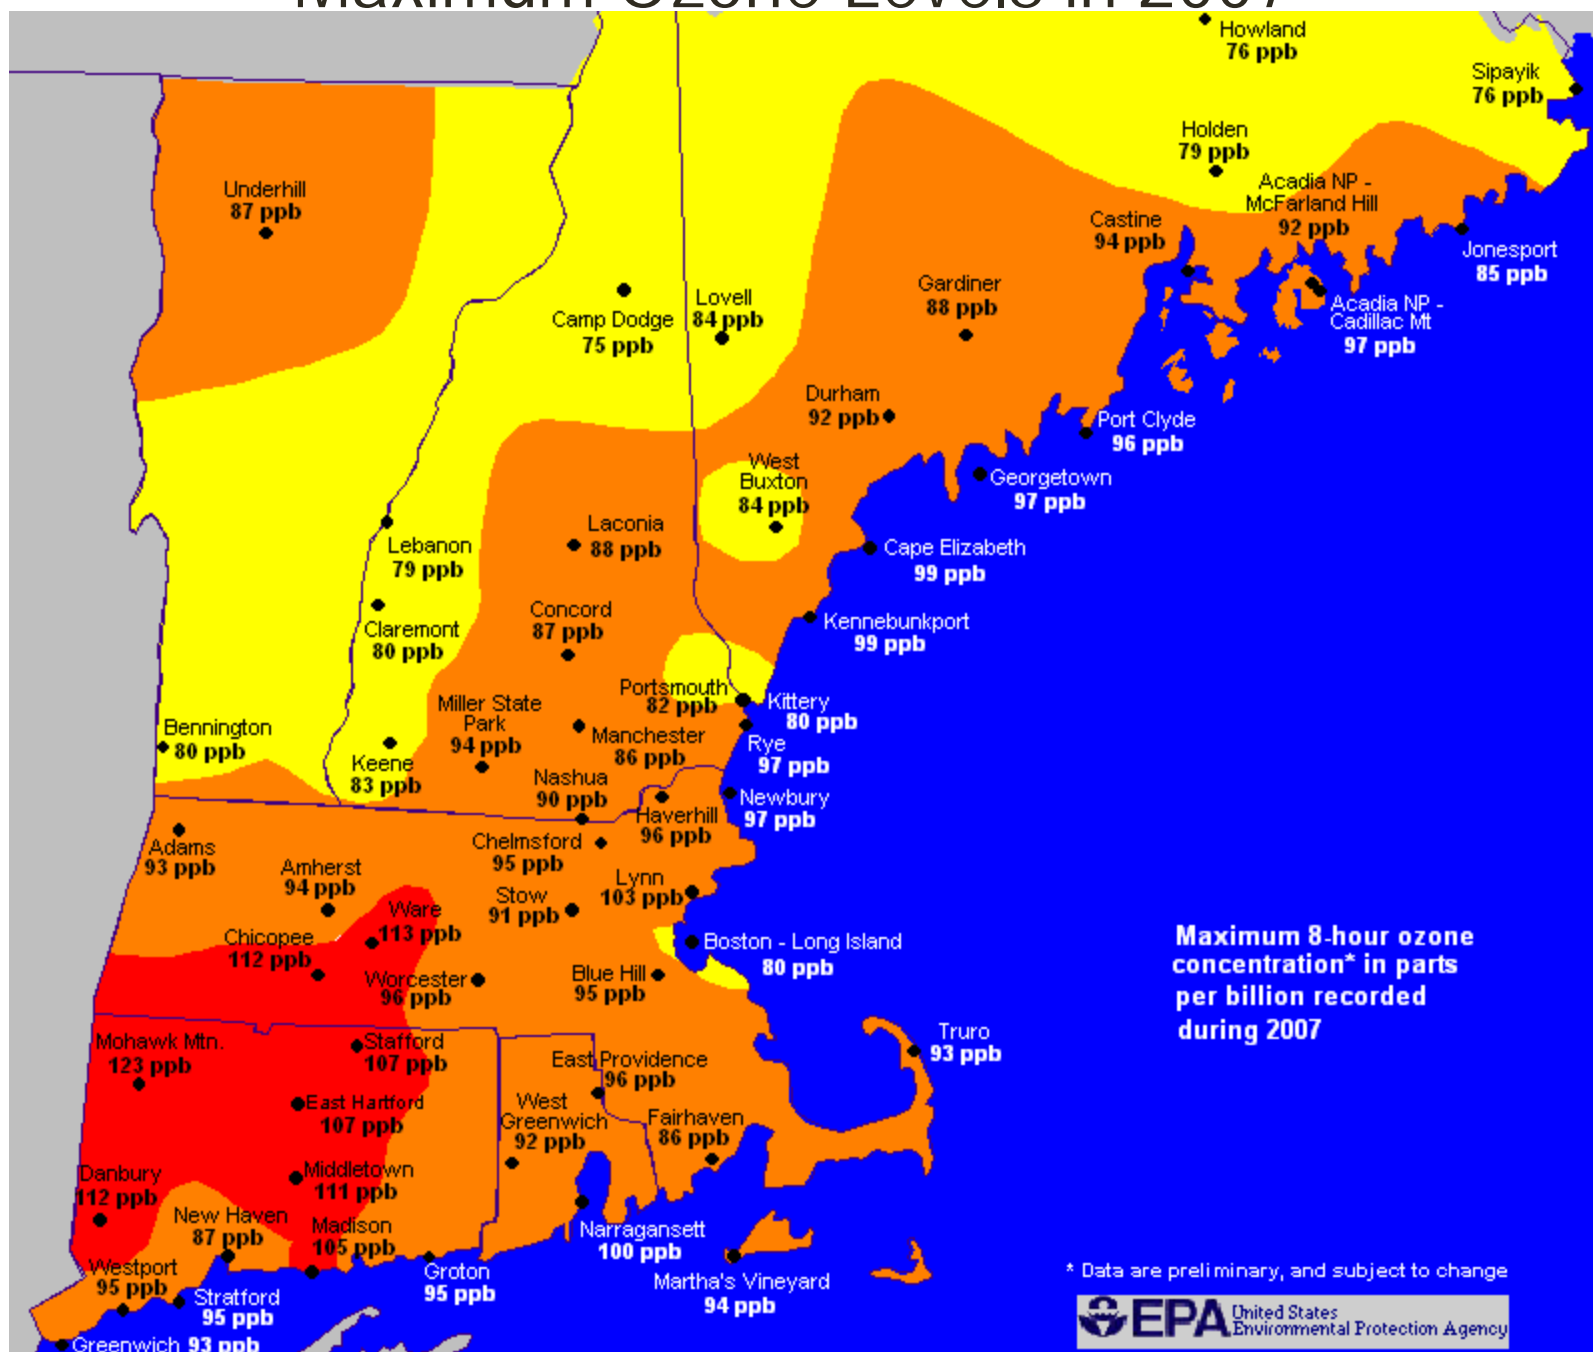 Maximum Ozone Levels in 2007
Howland
76 ppb
Sipayik
76 ppb
Holden
79 ppb
Acadia NP -
McFarland Hill
92 ppb
Underhill
87 ppb
Castine
94 ppb
Jonesport
85 ppb
Gardiner
88 ppb
Lovell
84 ppb
Camp Dodge
75 ppb
Acadia NP -
Cadillac Mt
97 ppb
Durham
92 ppb
Port Clyde
96 ppb
West
Buxton
84 ppb
Georgetown
97 ppb
Laconia
88 ppb
Lebanon
79 ppb
Cape Elizabeth
99 ppb
Concord
87 ppb
Claremont
80 ppb
Kennebunkport
99 ppb
Portsmouth
82 ppb
Kittery
80 ppb
Miller State
Park
94 ppb
Bennington
80 ppb
Manchester
86 ppb
Rye
97 ppb
Keene
83 ppb
Nashua
90 ppb
Newbury
97 ppb
Haverhill
96 ppb
Adams
93 ppb
Chelmsford
95 ppb
Amherst
94 ppb
Lynn
103 ppb
Stow
91 ppb
Ware
113 ppb
Chicopee
112 ppb
Boston - Long Island
80 ppb
Worcester
96 ppb
Blue Hill
95 ppb
Maximum 8-hour ozone
concentration* in parts
per billion recorded
during 2007
Truro
93 ppb
Mohawk Mtn.
123 ppb
Stafford
107 ppb
East Providence
96 ppb
East Hartford
107 ppb
West
Greenwich
92 ppb
Fairhaven
86 ppb
Danbury
112 ppb
Middletown
111 ppb
New Haven
87 ppb
Madison
105 ppb
Narragansett
100 ppb
Westport
95 ppb
Groton
95 ppb
Martha's Vineyard
94 ppb
Stratford
95 ppb
Greenwich 93 ppb
* Data are preliminary, and subject to change
EPA
United States
Environmental Protection Agency